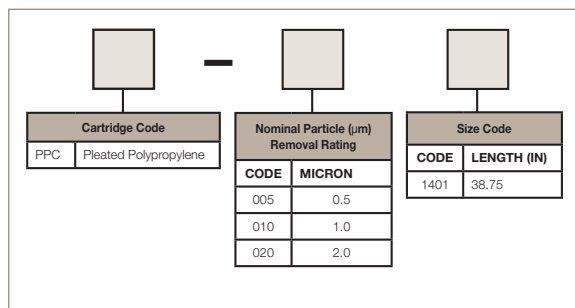 Cartridge Code
PPC Pleated Polypropylene
Nominal Particle (μm)
Removal Rating
CODE MICRON
005 0.5
010 1.0
020 2.0
Size Code
CODE LENGTH (IN)
1401 38.75